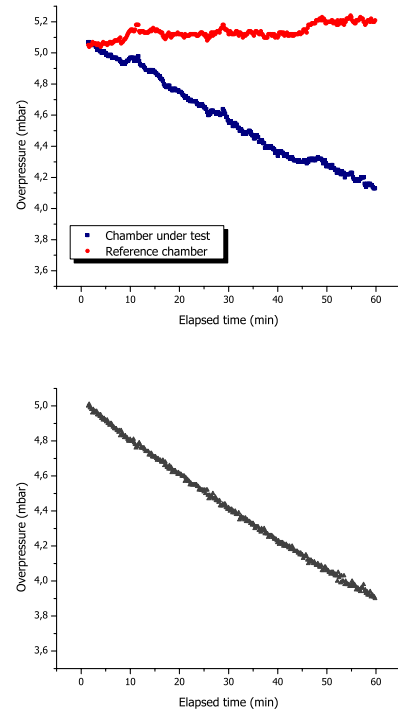 5,2
5,0
4,8
4,6
4,4
4,2
4,0
3,8
3,6
Overpressure (mbar)
Chamber under test
Reference chamber
0 10 20 30 40 50 60
Elapsed time (min)
5,0
4,8
4,6
4,4
4,2
4,0
3,8
3,6
Overpressure (mbar)
0 10 20 30 40 50 60
Elapsed time (min)